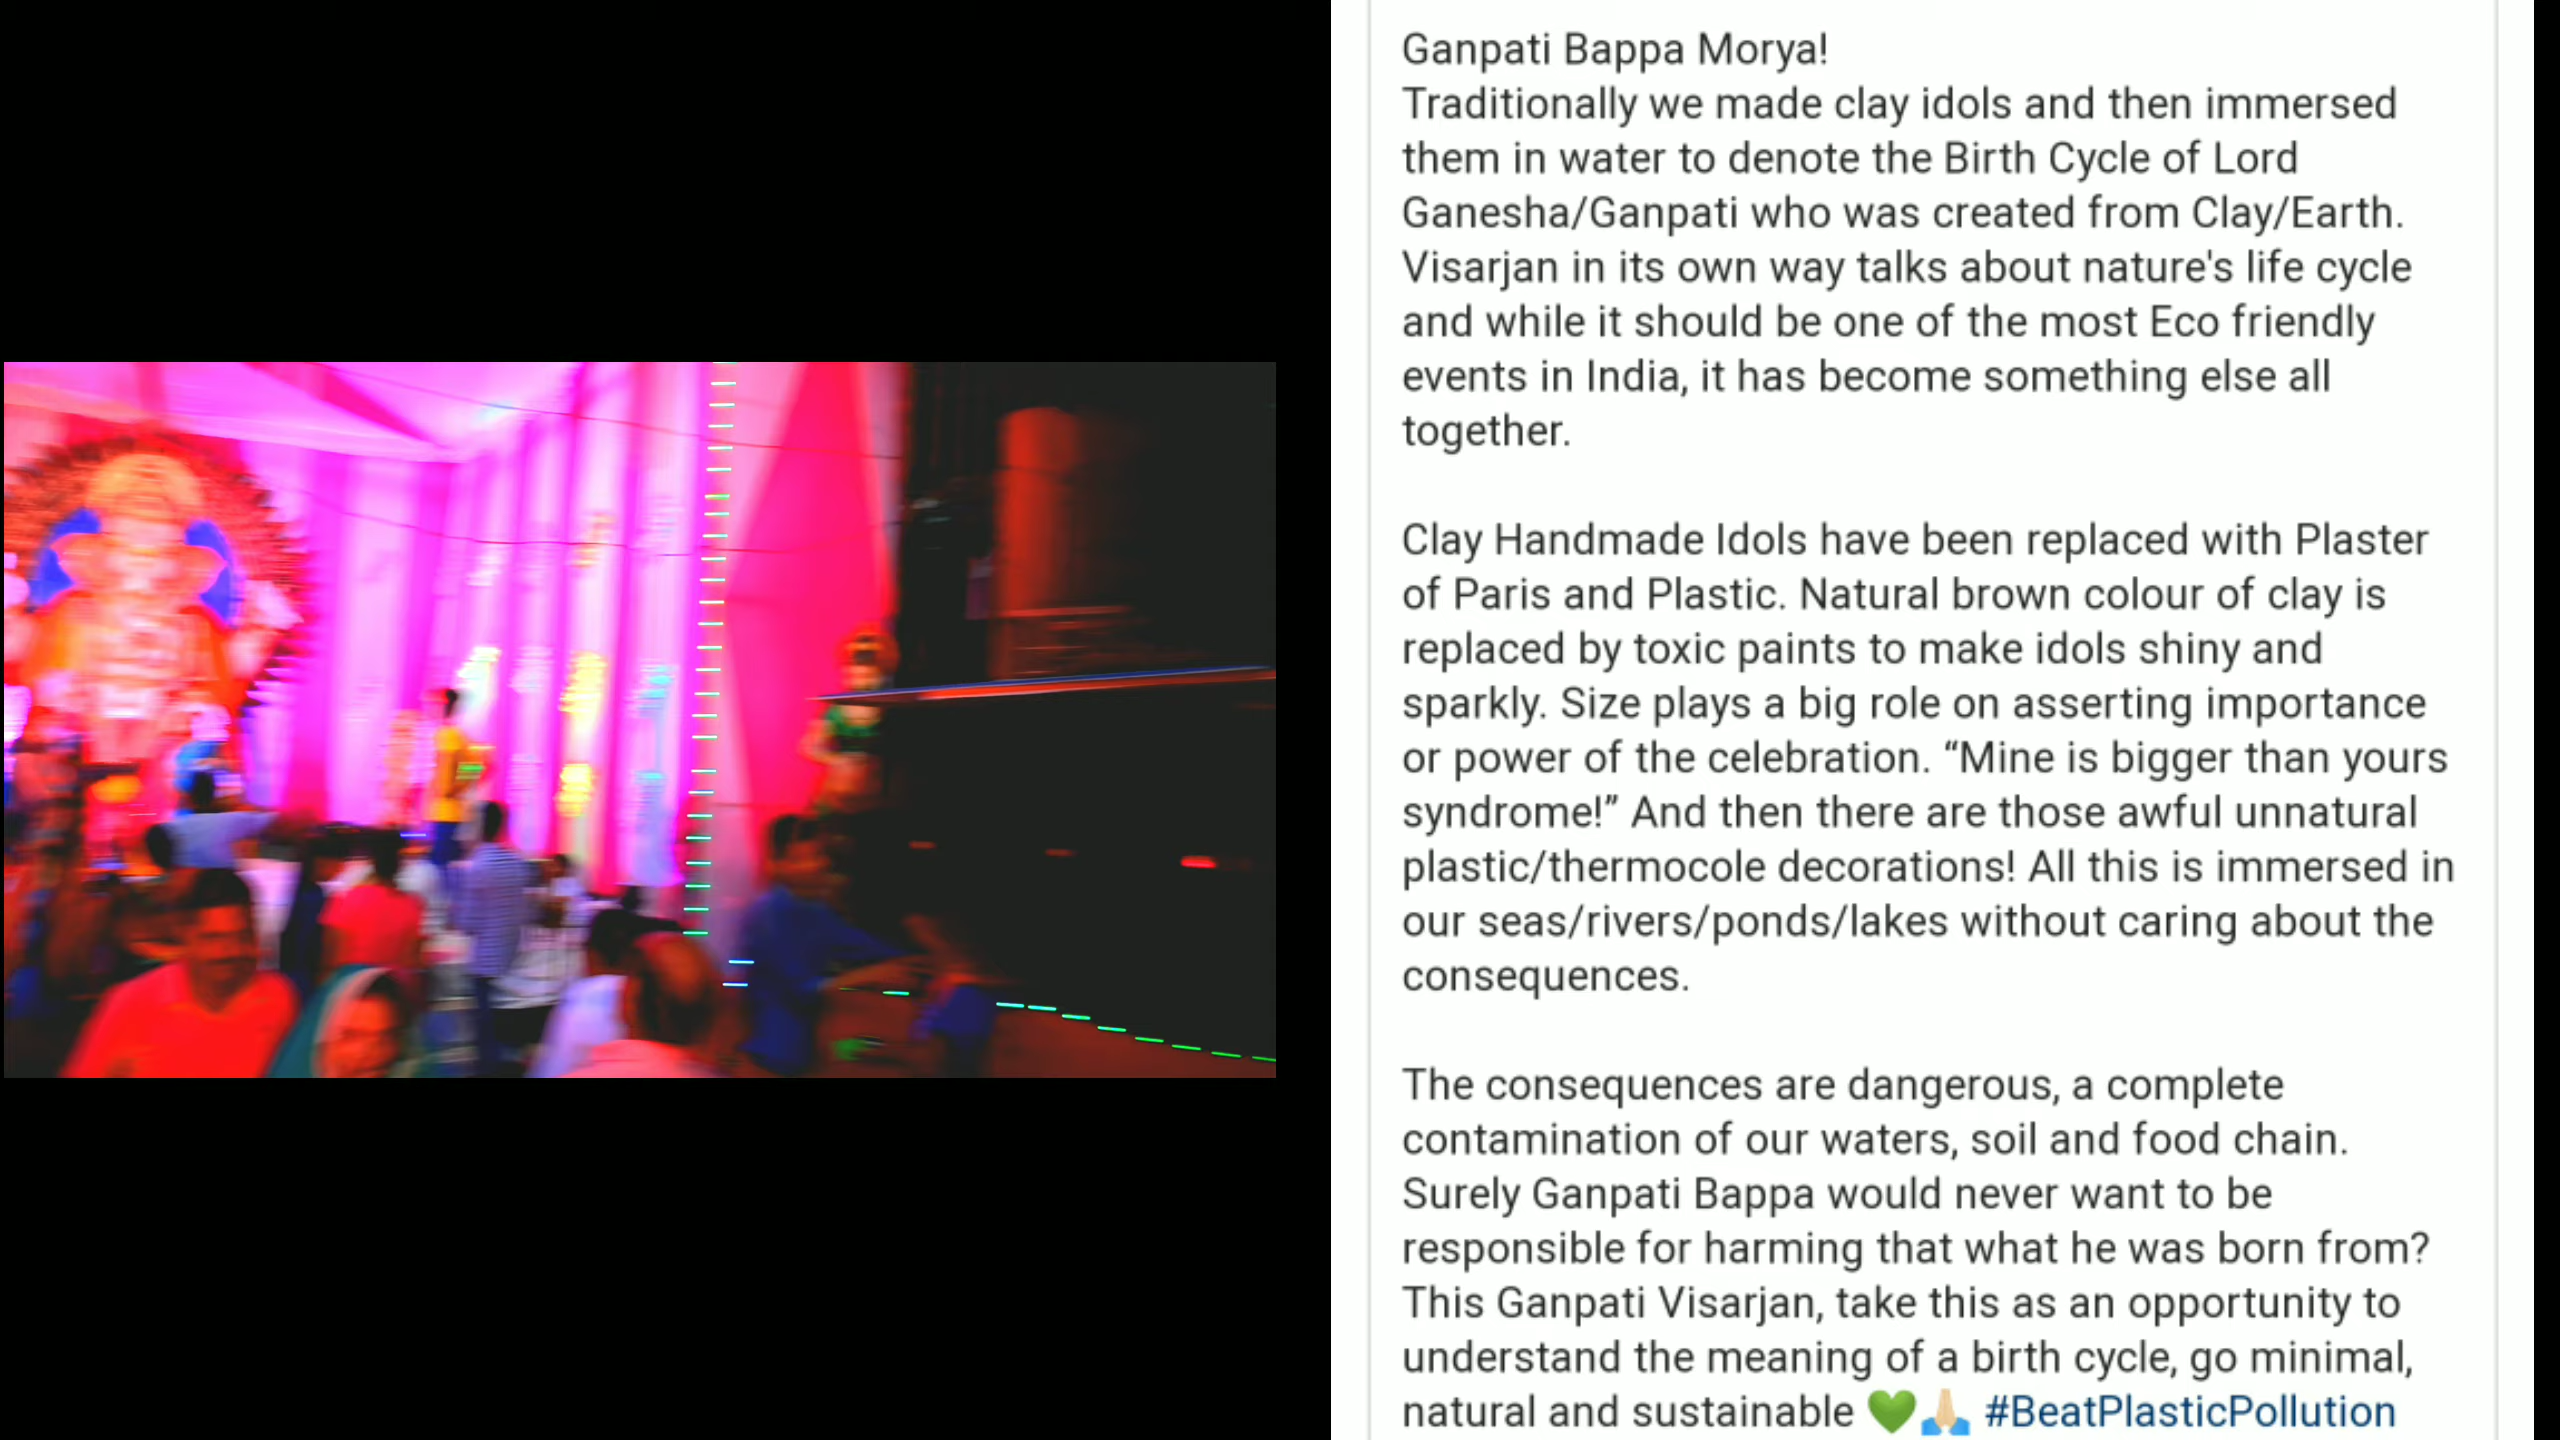 Ganpati Bappa Morya!
Traditionally we made clay idols and then immersed
them in water to denote the Birth Cycle of Lord
Ganesha/Ganpati who was created from Clay/Earth.
Visarjan in its own way talks about nature's life cycle
and while it should be one of the most Eco friendly
events in India, it has become something else all
together.
Clay Handmade Idols have been replaced with Plaster
of Paris and Plastic. Natural brown colour of clay is
replaced by toxic paints to make idols shiny and
sparkly. Size plays a big role on asserting importance
or power of the celebration. “Mine is bigger than yours
syndrome!” And then there are those awful unnatural
plastic/thermocole decorations! All this is immersed in
our seas/rivers/ponds/lakes without caring about the
consequences.
The consequences are dangerous, a complete
contamination of our waters, soil and food chain.
Surely Ganpati Bappa would never want to be
responsible for harming that what he was born from?
This Ganpati Visarjan, take this as an opportunity to
understand the meaning of a birth cycle, go minimal,
natural and sustainable 💚🙏🏼 #BeatPlasticPollution